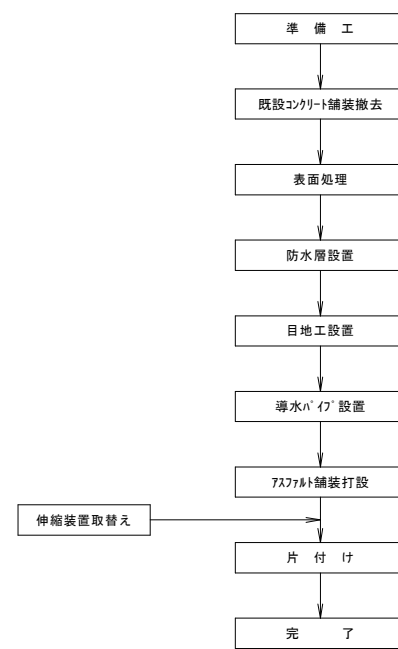 準 備 工
既設ｺﾝｸﾘｰﾄ舗装撤去
表面処理
防水層設置
目地工設置
導水ﾊﾟｲﾌﾟ設置
ｱｽﾌｧﾙﾄ舗装打設
伸縮装置取替え
片 付 け
完 了